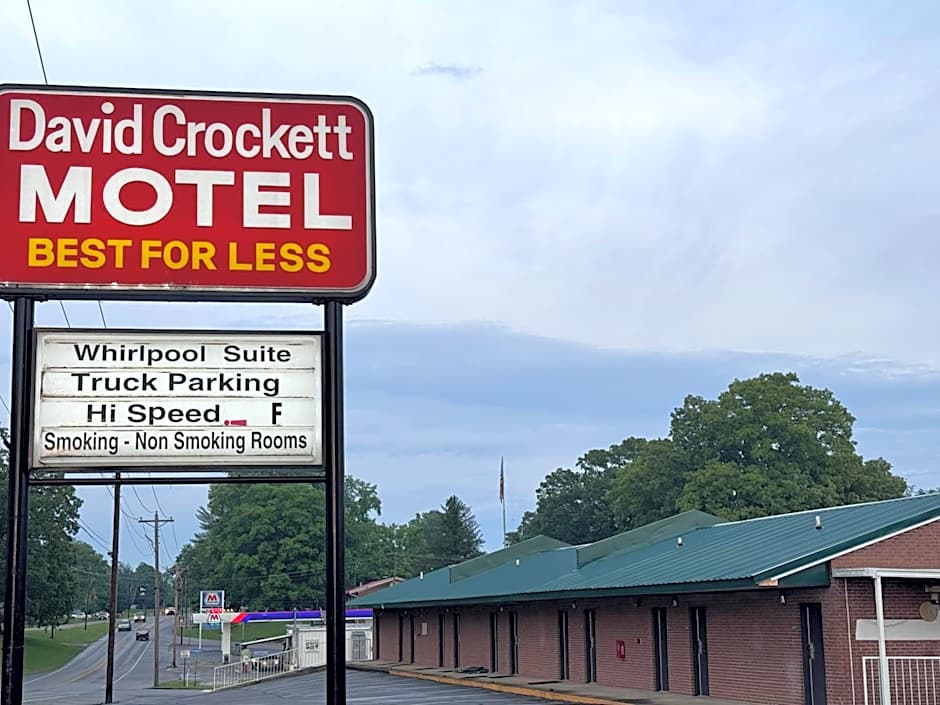 David Crockett
MOTEL
BEST FOR LESS
Whirlpool Suite
Truck Parking
Hi Speed F
Smoking - Non Smoking Rooms